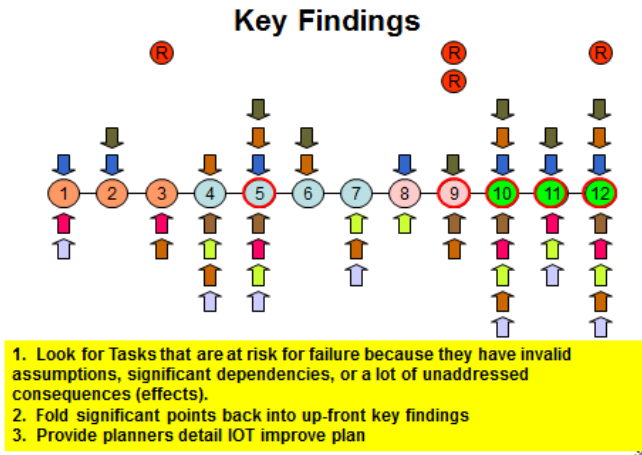 Key Findings
R R R
R
1 2 3 4 5 6 7 8 9 10 11 12
1. Look for Tasks that are at risk for failure because they have invalid
assumptions, significant dependencies, or a lot of unaddressed
consequences (effects).
2. Fold significant points back into up-front key findings
3. Provide planners detail IOT improve plan